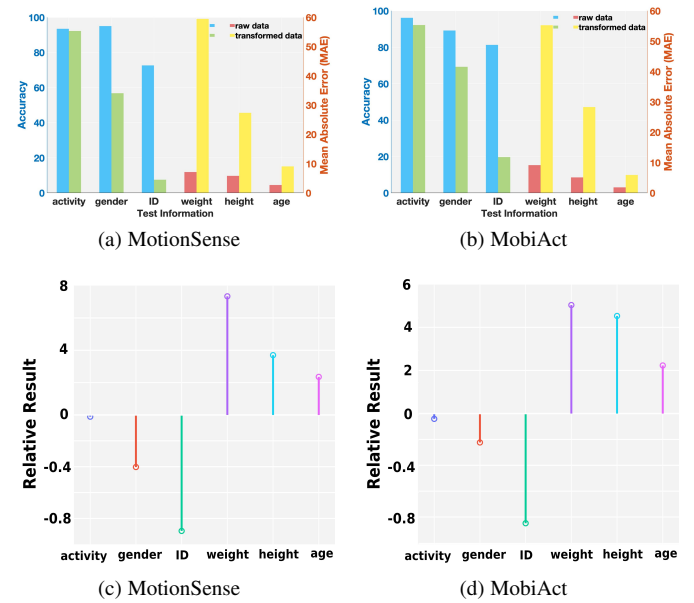 100
80
60
40
20
0
Accuracy
raw data
transformed data
60
50
40
30
20
10
0
Mean Absolute Error (MAE)
activity gender ID weight height age
Test Information
(a) MotionSense
100
80
60
40
20
0
Accuracy
raw data
transformed data
60
50
40
30
20
10
0
Mean Absolute Error (MAE)
activity gender ID weight height age
Test Information
(b) MobiAct
8
4
0
-0.4
-0.8
Relative Result
activity gender ID weight height age
(c) MotionSense
6
4
2
0
-0.4
-0.8
Relative Result
activity gender ID weight height age
(d) MobiAct